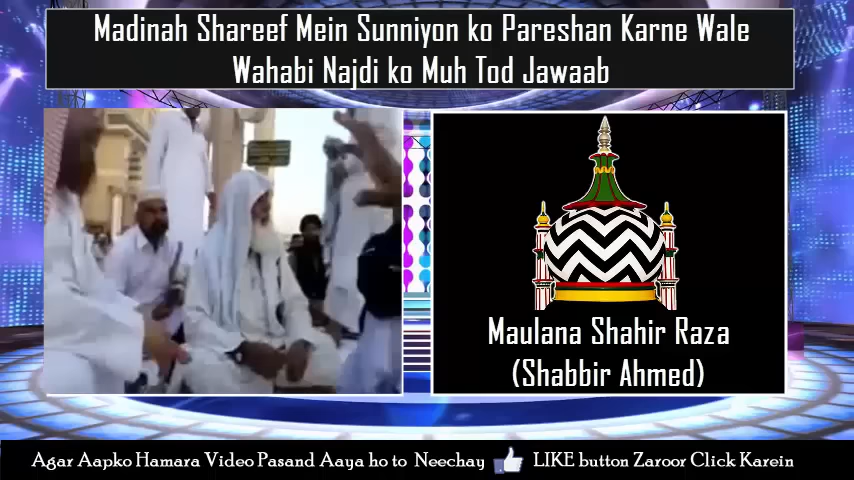 Madinah Shareef Mein Sunniyon ko Pareshan Karne Wale
Wahabi Najdi ko Muh Tod Jawaab
Maulana Shahir Raza
(Shabbir Ahmed)
Agar Aapko Hamara Video Pasand Aaya ho to Neechay LIKE button Zaroor Click Karein